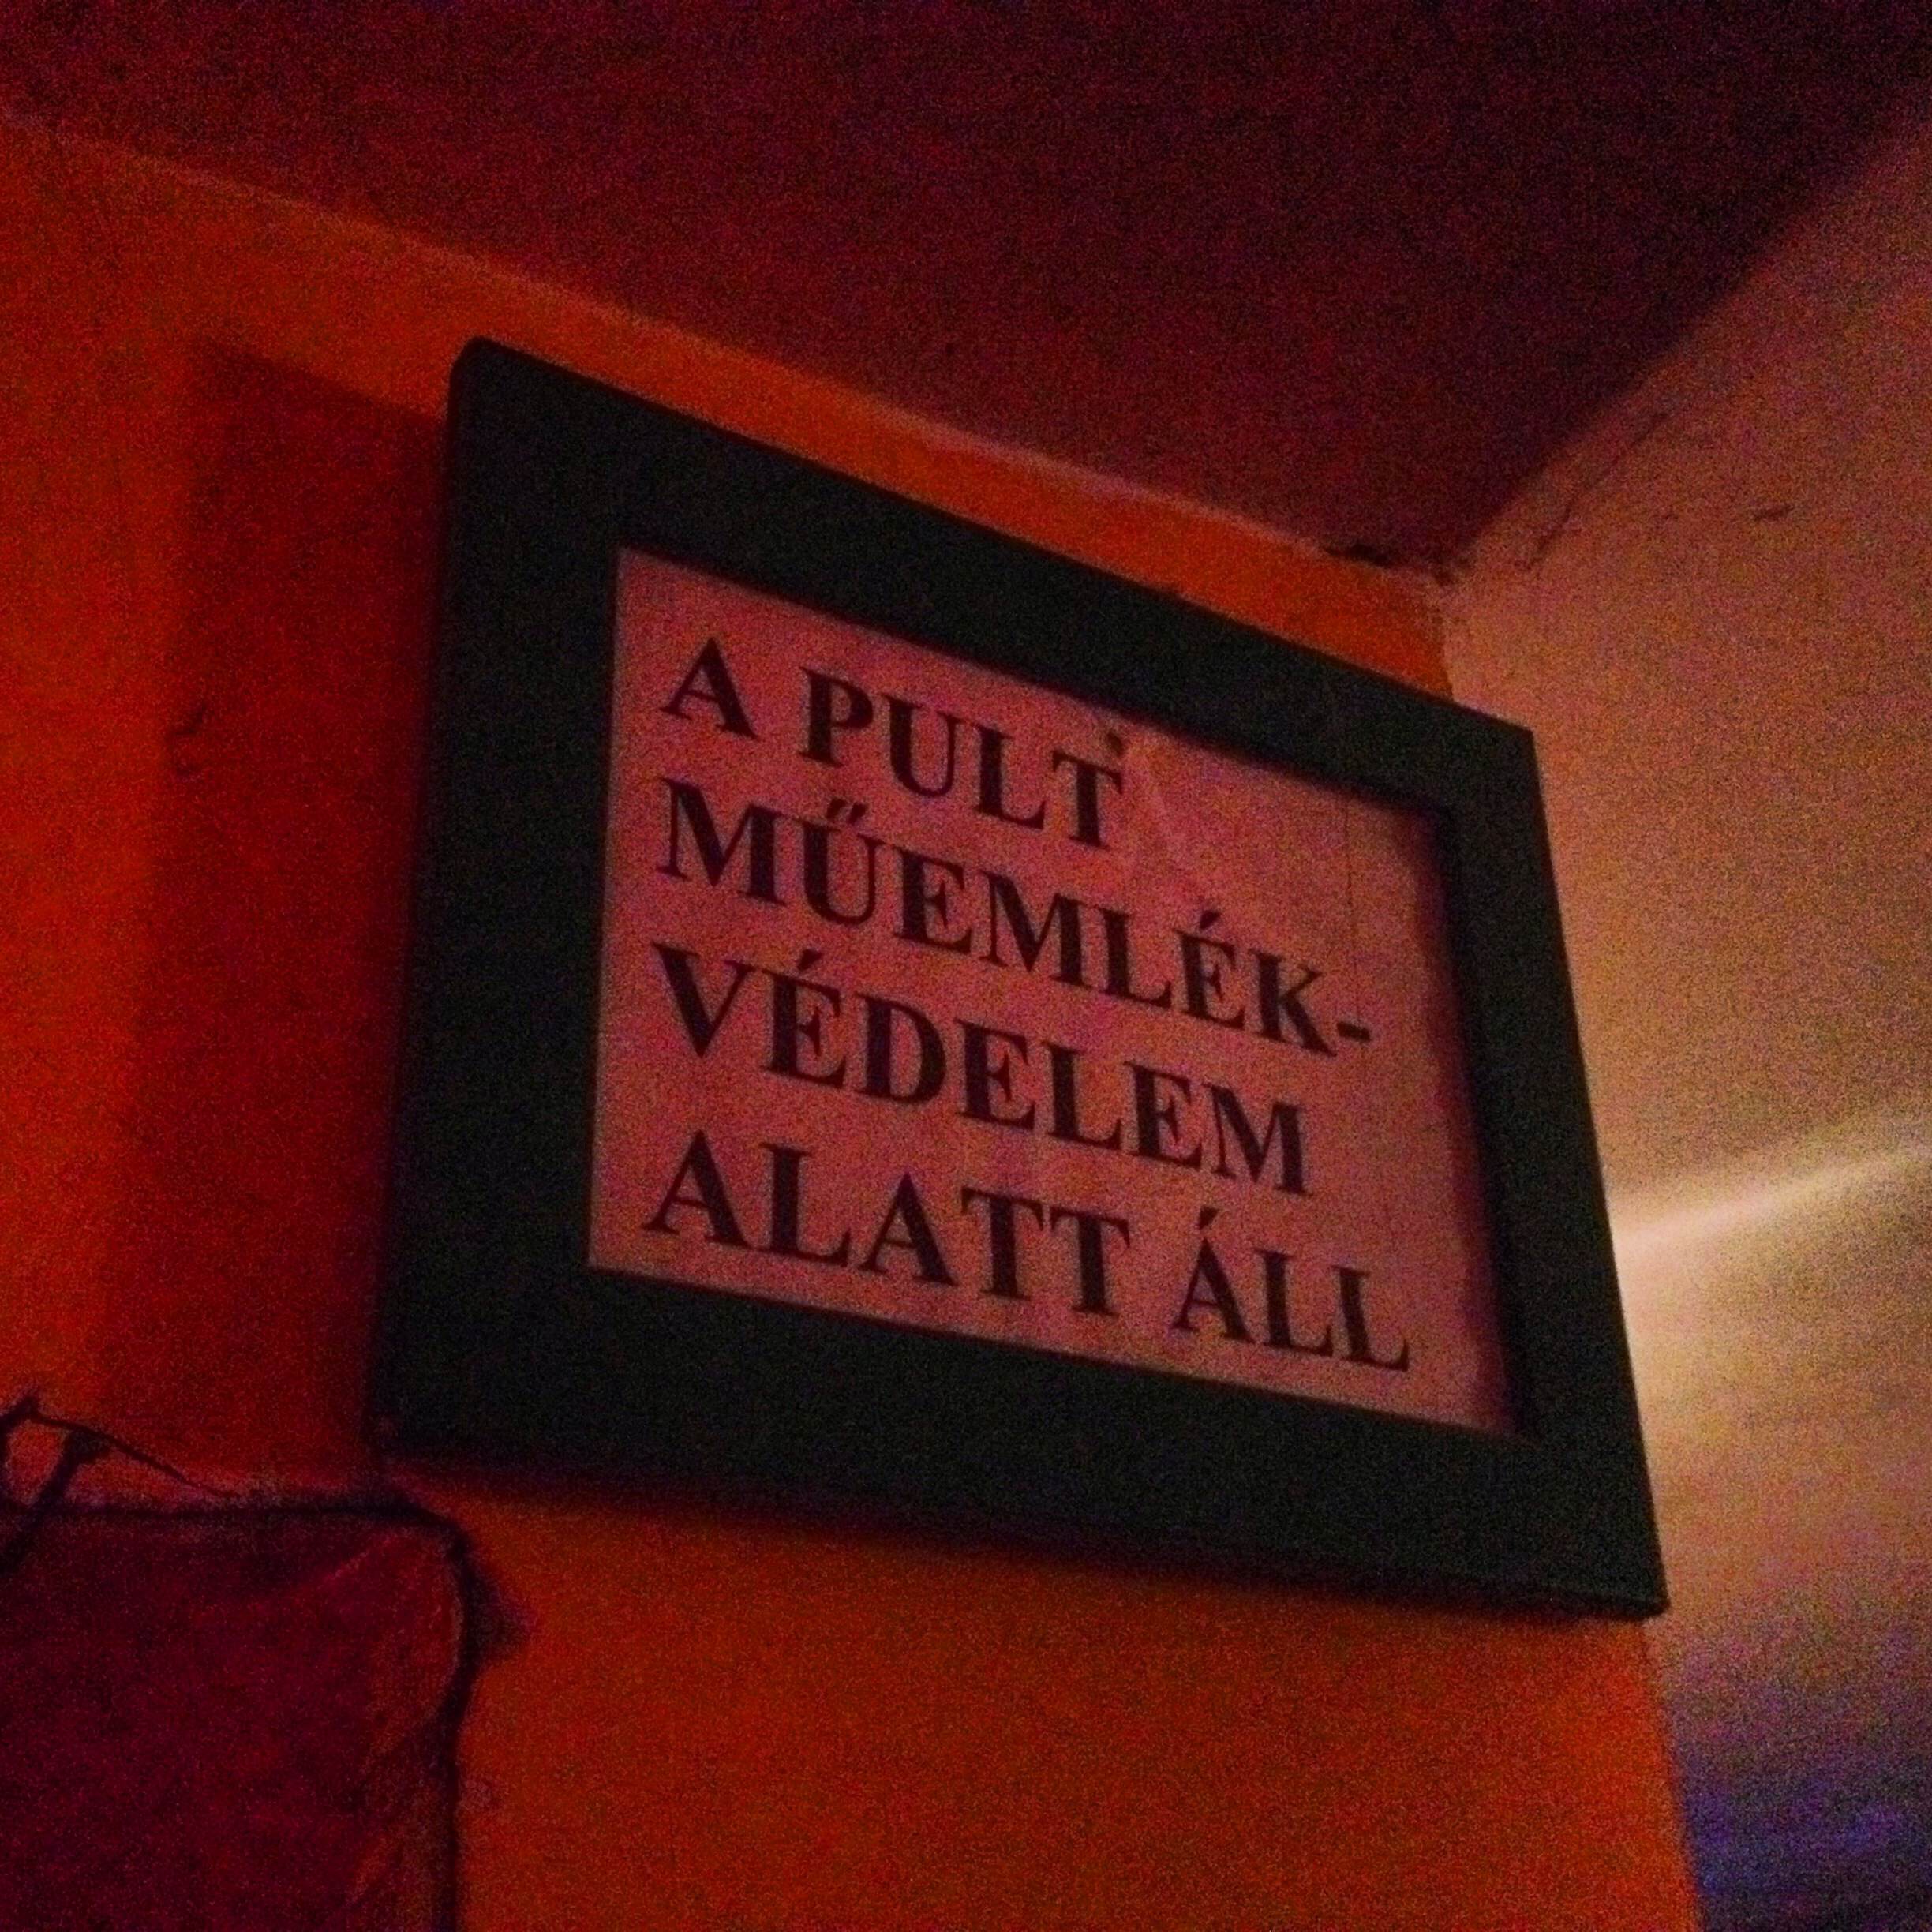 A PULT
MŰEMLÉK-
VÉDELEM
ALATT ÁLL